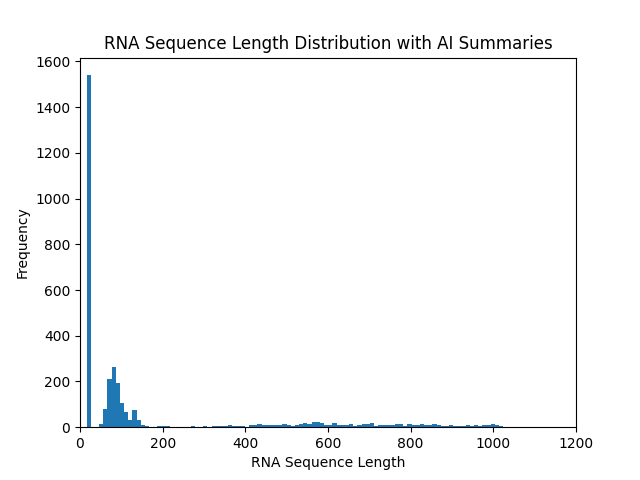 RNA Sequence Length Distribution with AI Summaries
1600
1400
1200
1000
800
600
400
200
0
Frequency
0 200 400 600 800 1000 1200
RNA Sequence Length